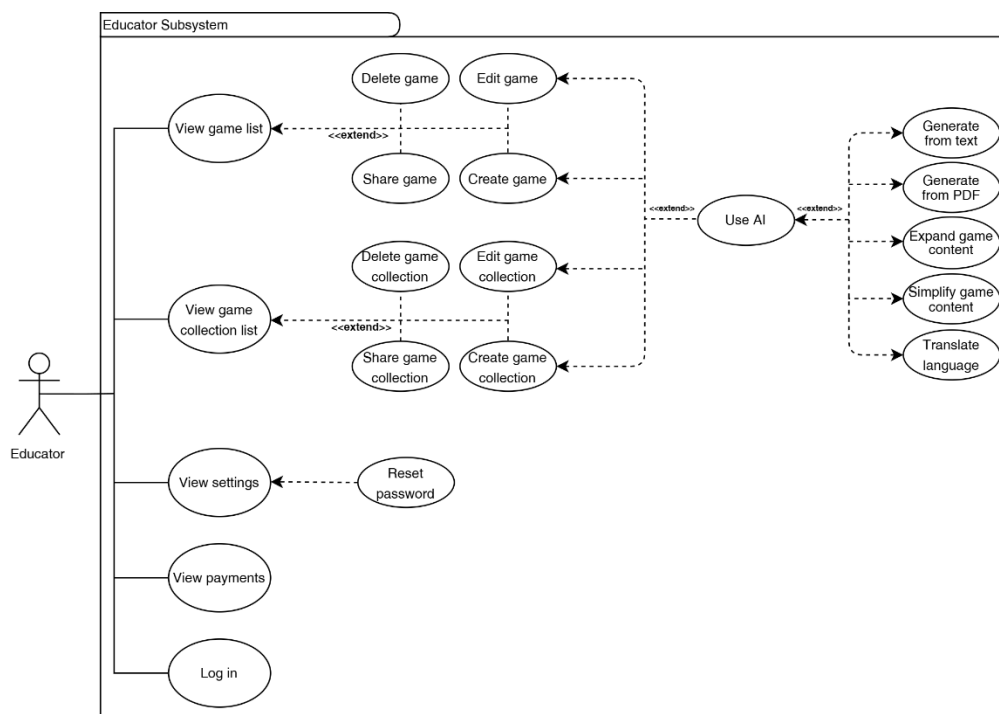 Educator Subsystem
Delete game
Edit game
View game list
<<extend>>
Share game
Create game
Generate
from text
Generate
from PDF
<<extend>>
Use AI
<<extend>>
Expand game
content
Simplify game
content
Translate
language
Delete game
collection
Edit game
collection
View game
collection list
<<extend>>
Share game
collection
Create game
collection
Educator
View settings
Reset
password
View payments
Log in